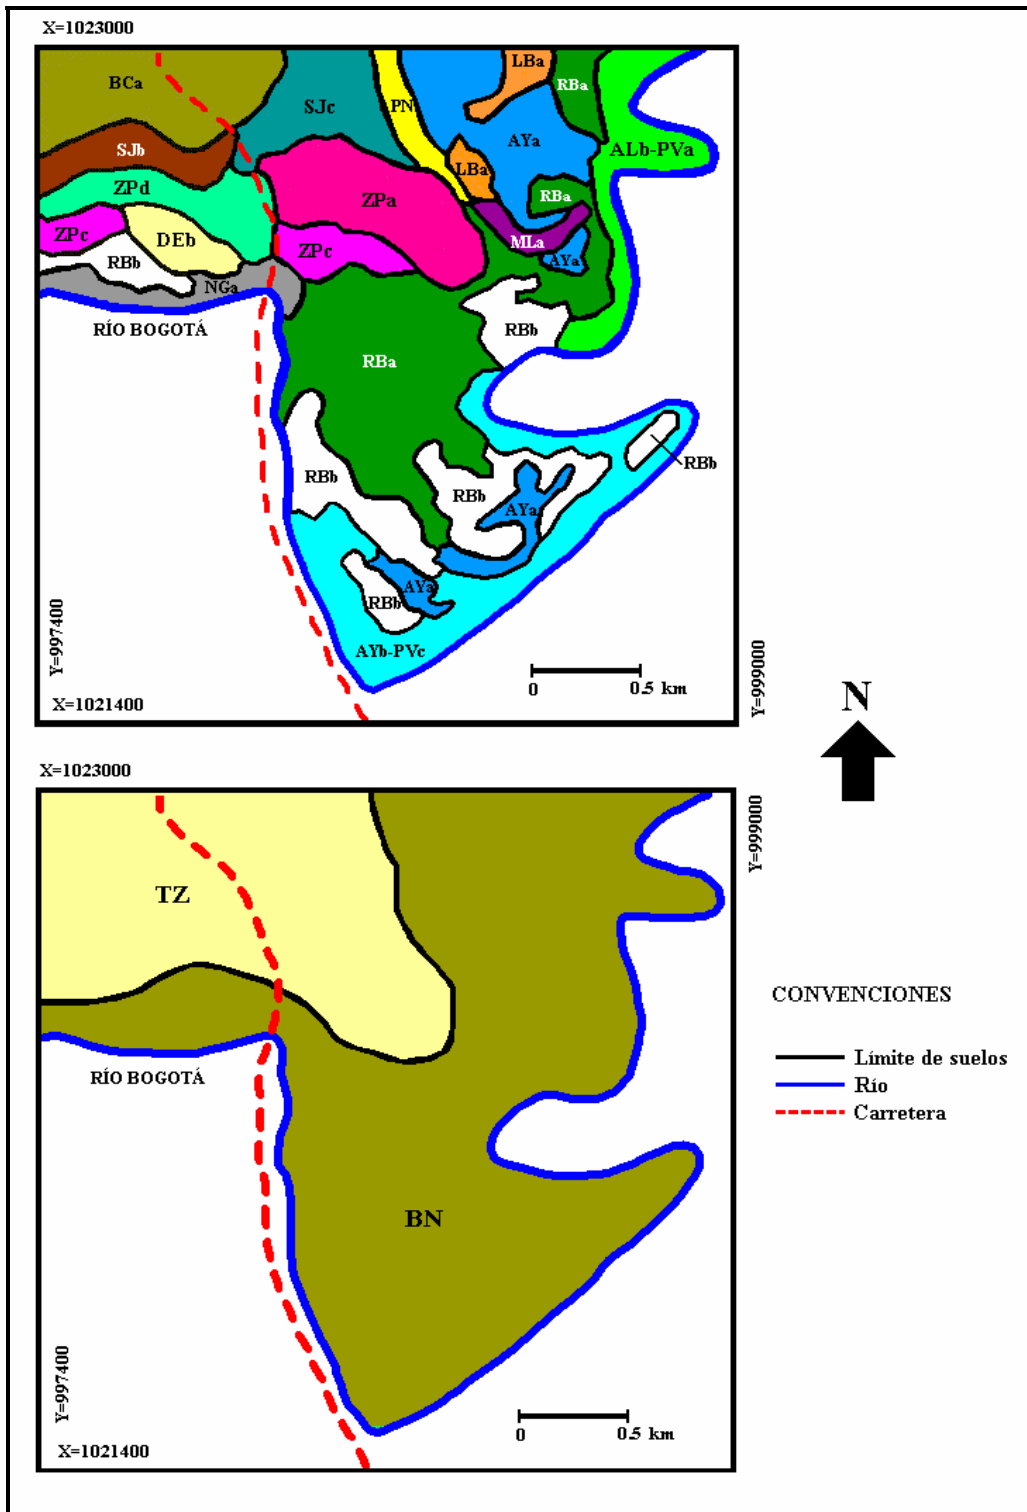 X=1023000
BCa
SJc
PN
LBa
RBa
AYa
ALb-PVa
SJb
LBa
ZPd
ZPa
RBa
ZPc
DEb
ZPc
MLa
RBb
AYa
NGa
RÍO BOGOTÁ
RBb
RBa
RBb
RBb
RBb
AYa
AYa
RBb
AYb-PVc
Y=997400
0 0.5 km
X=1021400
Y=999000
N
X=1023000
Y=999000
TZ
CONVENCIONES
Límite de suelos
RÍO BOGOTÁ
Río
Carretera
BN
Y=997400
0 0.5 km
X=1021400